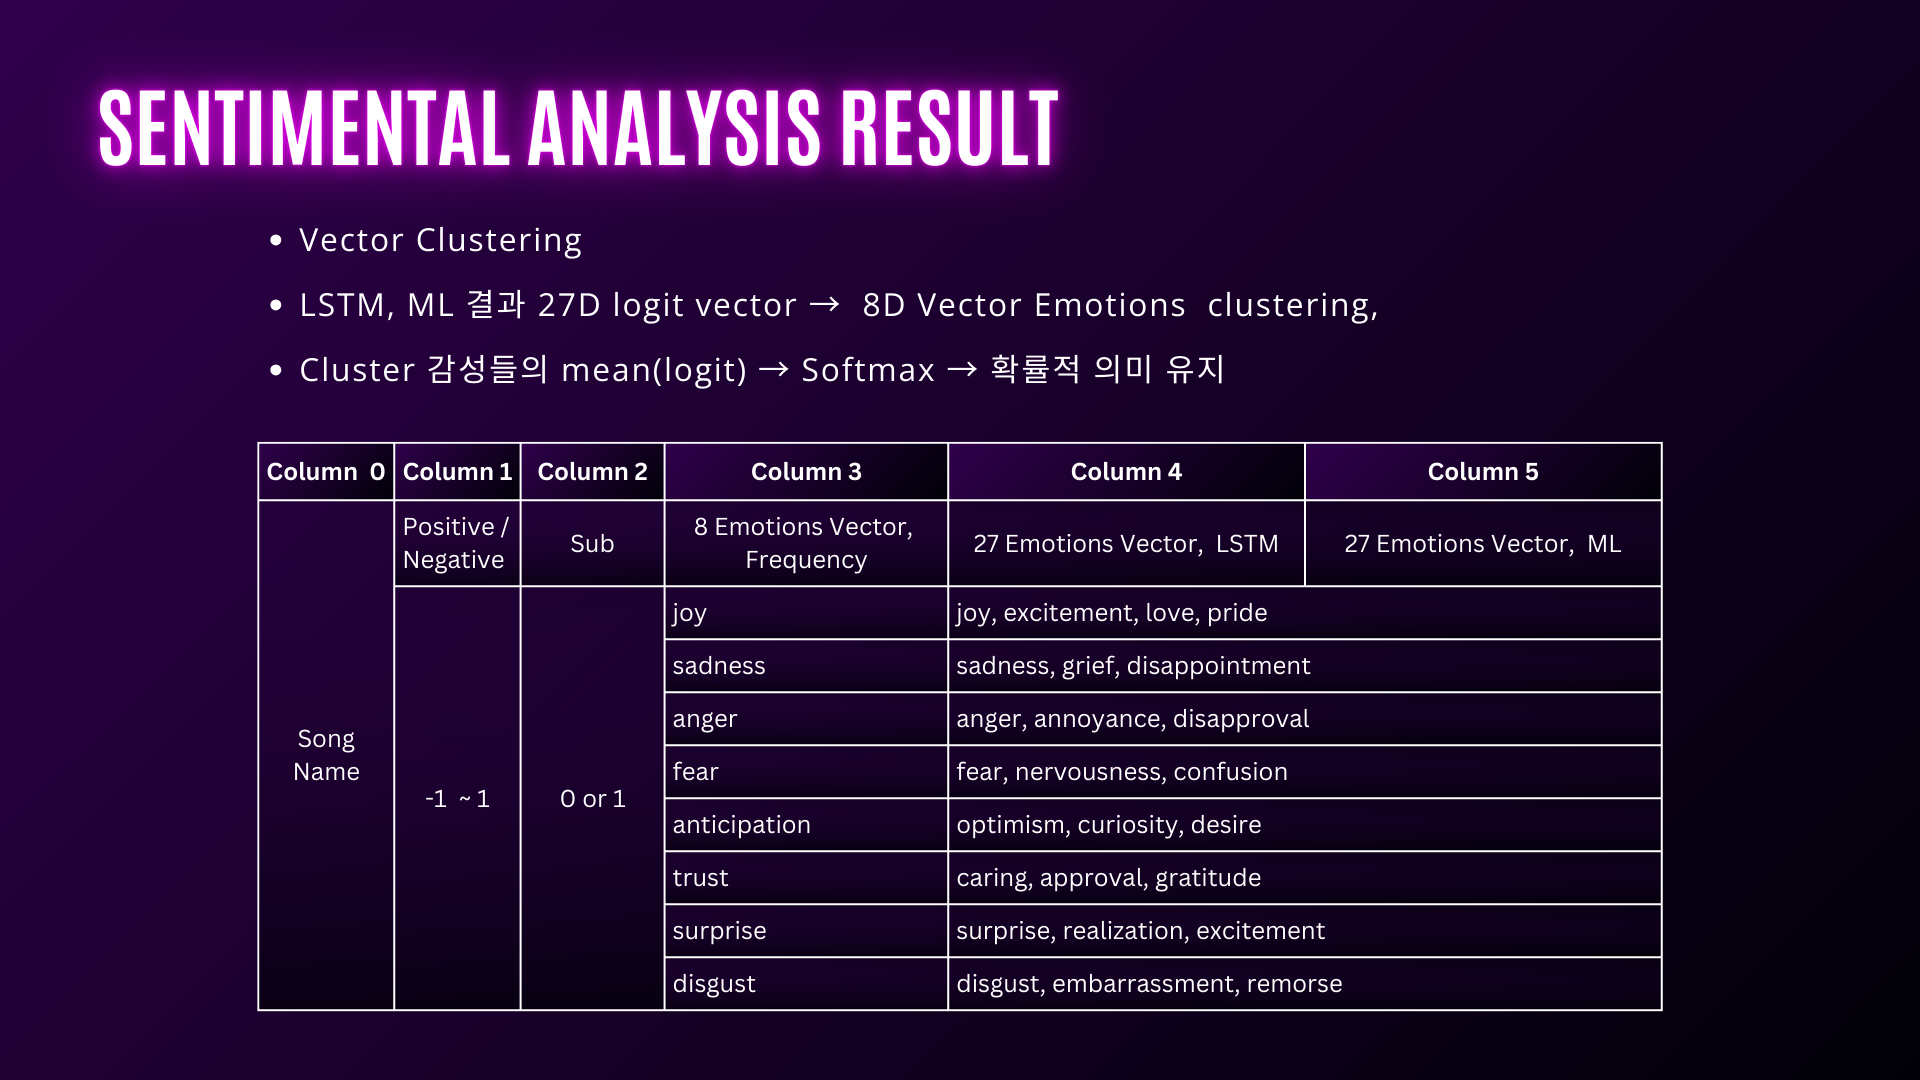 SENTIMENTAL ANALYSIS RESULT
• Vector Clustering
• LSTM, ML 결과 27D logit vector → 8D Vector Emotions clustering,
• Cluster 감성들의 mean(logit) → Softmax → 확률적 의미 유지
Column 0 Column 1 Column 2 Column 3 Column 4 Column 5
Song
Name
Positive /
Negative
Sub
8 Emotions Vector,
Frequency
27 Emotions Vector, LSTM
27 Emotions Vector, ML
-1 ~ 1
0 or 1
joy
joy, excitement, love, pride
sadness
sadness, grief, disappointment
anger
anger, annoyance, disapproval
fear
fear, nervousness, confusion
anticipation
optimism, curiosity, desire
trust
caring, approval, gratitude
surprise
surprise, realization, excitement
disgust
disgust, embarrassment, remorse